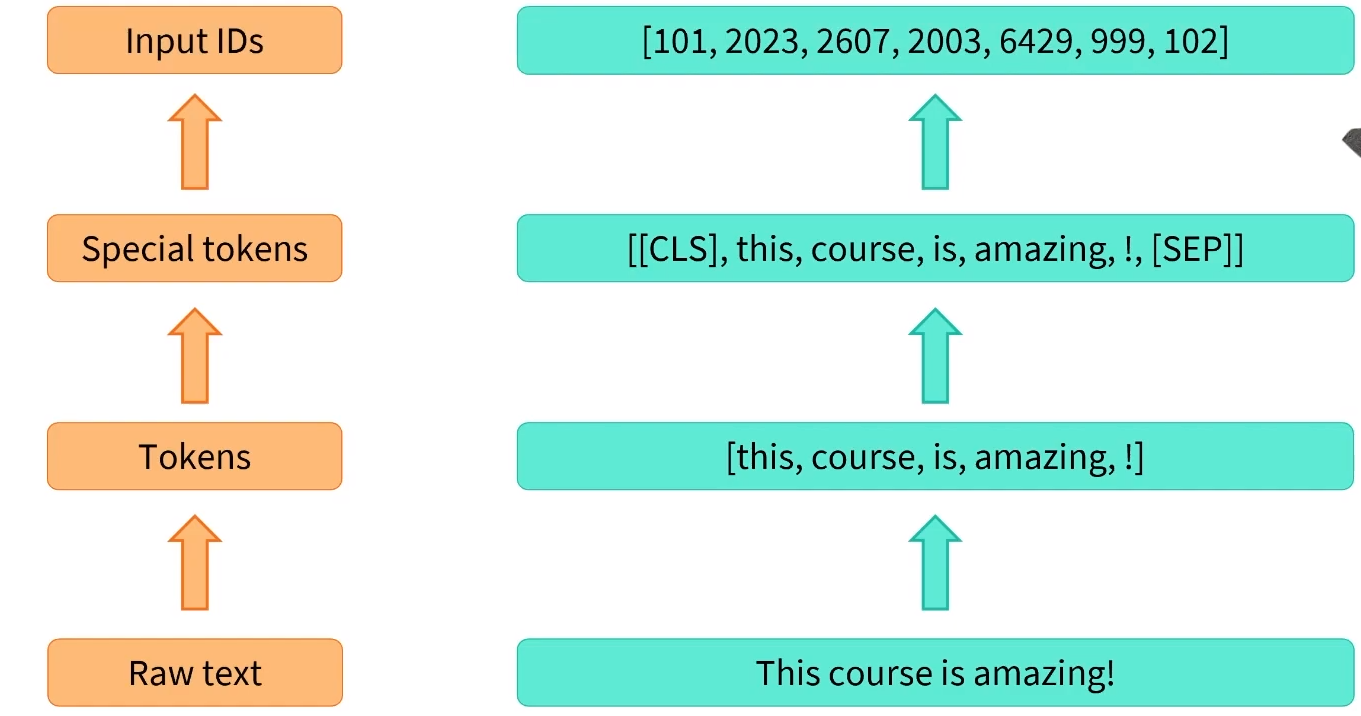 Input IDs
[101, 2023, 2607, 2003, 6429, 999, 102]
Special tokens
[[CLS], this, course, is, amazing, !, [SEP]]
Tokens
[this, course, is, amazing, !]
Raw text
This course is amazing!